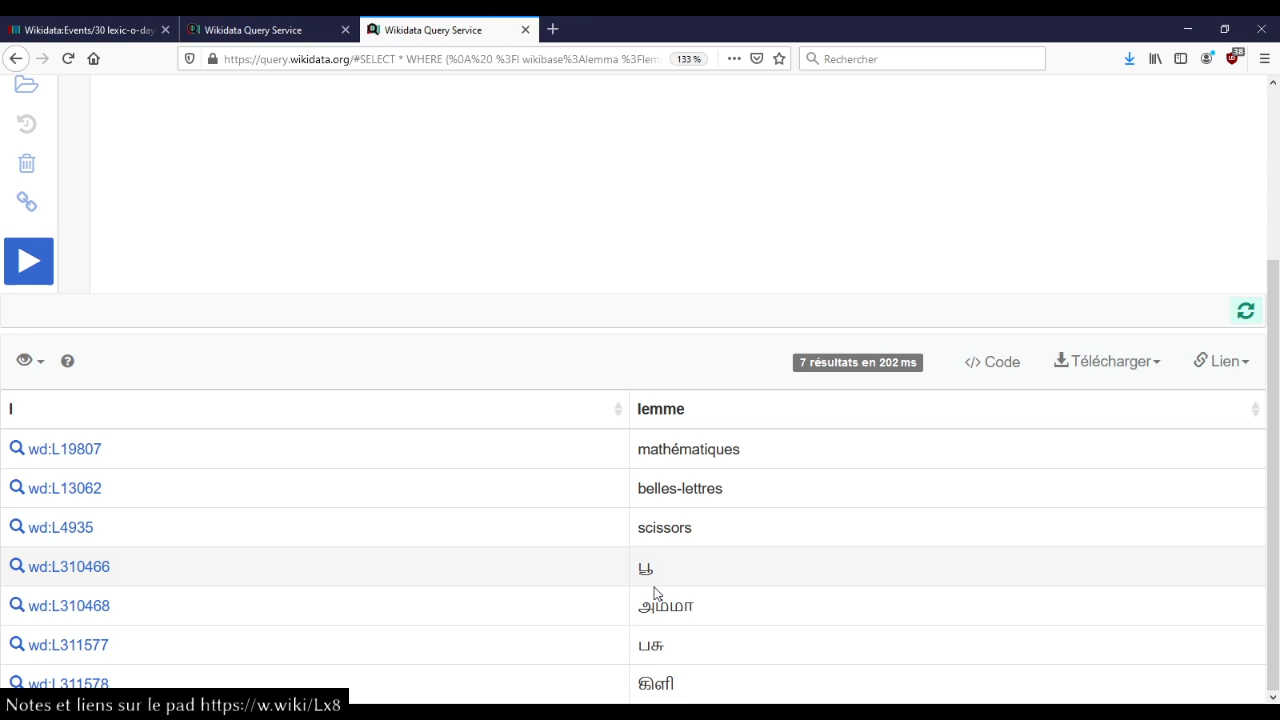 Wikidata:Events/30 lexic-o-day
Wikidata Query Service
Wikidata Query Service
https://query.wikidata.org/#SELECT * WHERE {%0A%20 %3Fl wikibase%3Alemma %3Flem
133 %
Rechercher
38
7 résultats en 202 ms
</> Code
Télécharger
Lien
l lemme
wd:L19807 mathématiques
wd:L13062 belles-lettres
wd:L4935 scissors
wd:L310466 பூ
wd:L310468 அம்மா
wd:L311577 பசு
wd:L311578 கிளி
Notes et liens sur le pad https://w.wiki/Lx8